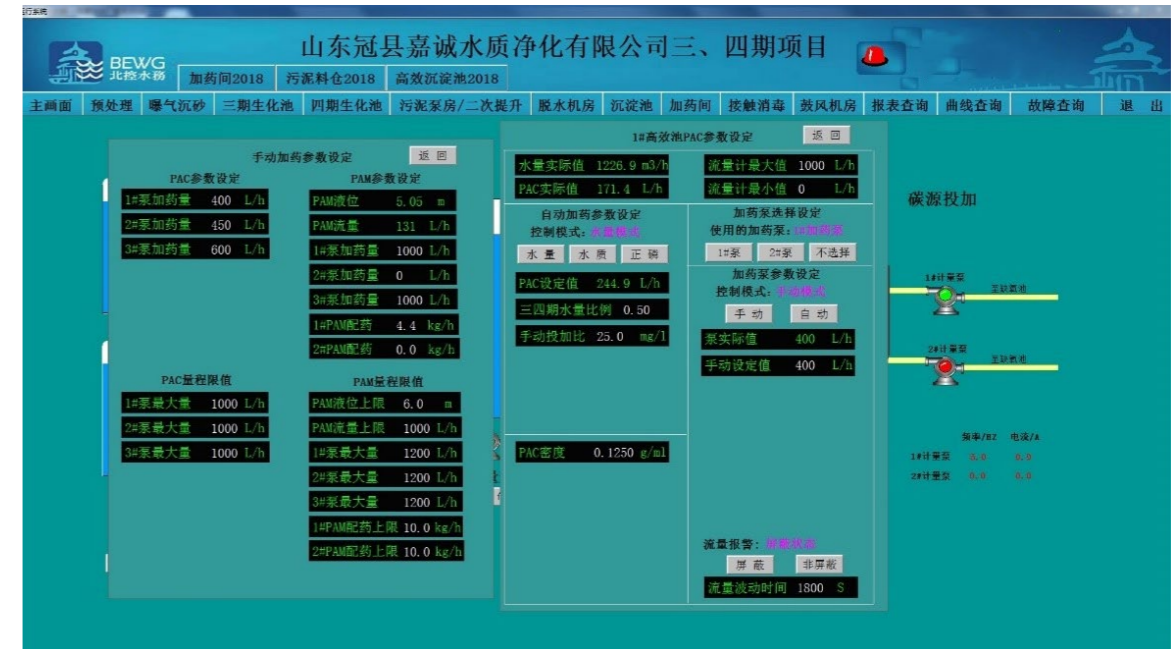 行系统
山东冠县嘉诚水质净化有限公司三、四期项目
BEWG
北控水务
加药间2018 污泥料仓2018 高效沉淀池2018
主画面 预处理 曝气沉砂 三期生化池 四期生化池 污泥泵房/二次提升 脱水机房 沉淀池 加药间 接触消毒 鼓风机房 报表查询 曲线查询 故障查询 退 出
手动加药参数设定 返 回
PAC参数设定 PAM参数设定
1#泵加药量 400 L/h PAM液位 5.05 m
2#泵加药量 450 L/h PAM流量 131 L/h
3#泵加药量 600 L/h 1#泵加药量 1000 L/h
2#泵加药量 0 L/h
3#泵加药量 1000 L/h
1#PAM配药 4.4 kg/h
2#PAM配药 0.0 kg/h
PAC量程限值 PAM量程限值
1#泵最大量 1000 L/h PAM液位上限 6.0 m
2#泵最大量 1000 L/h PAM流量上限 1000 L/h
3#泵最大量 1000 L/h 1#泵最大量 1200 L/h
2#泵最大量 1200 L/h
3#泵最大量 1200 L/h
1#PAM配药上限 10.0 kg/h
2#PAM配药上限 10.0 kg/h
1#高效池PAC参数设定 返 回
水量实际值 1226.9 m3/h 流量计最大值 1000 L/h
PAC实际值 171.4 L/h 流量计最小值 0 L/h
自动加药参数设定 加药泵选择设定
控制模式：水量模式 使用的加药泵：1#加药泵
水 量 水 质 正 磷 1#泵 2#泵 不选择
PAC设定值 244.9 L/h 加药泵参数设定
控制模式：手动模式
三四期水量比例 0.50 手 动 自 动
手动投加比 25.0 mg/l 泵实际值 400 L/h
手动设定值 400 L/h
PAC密度 0.1250 g/ml
流量报警：屏蔽状态
屏 蔽 非屏蔽
流量波动时间 1800 S
碳源投加
1#计量泵
至缺氧池
2#计量泵
至缺氧池
频率/HZ 电流/A
1#计量泵 0.0 0.0
2#计量泵 0.0 0.0